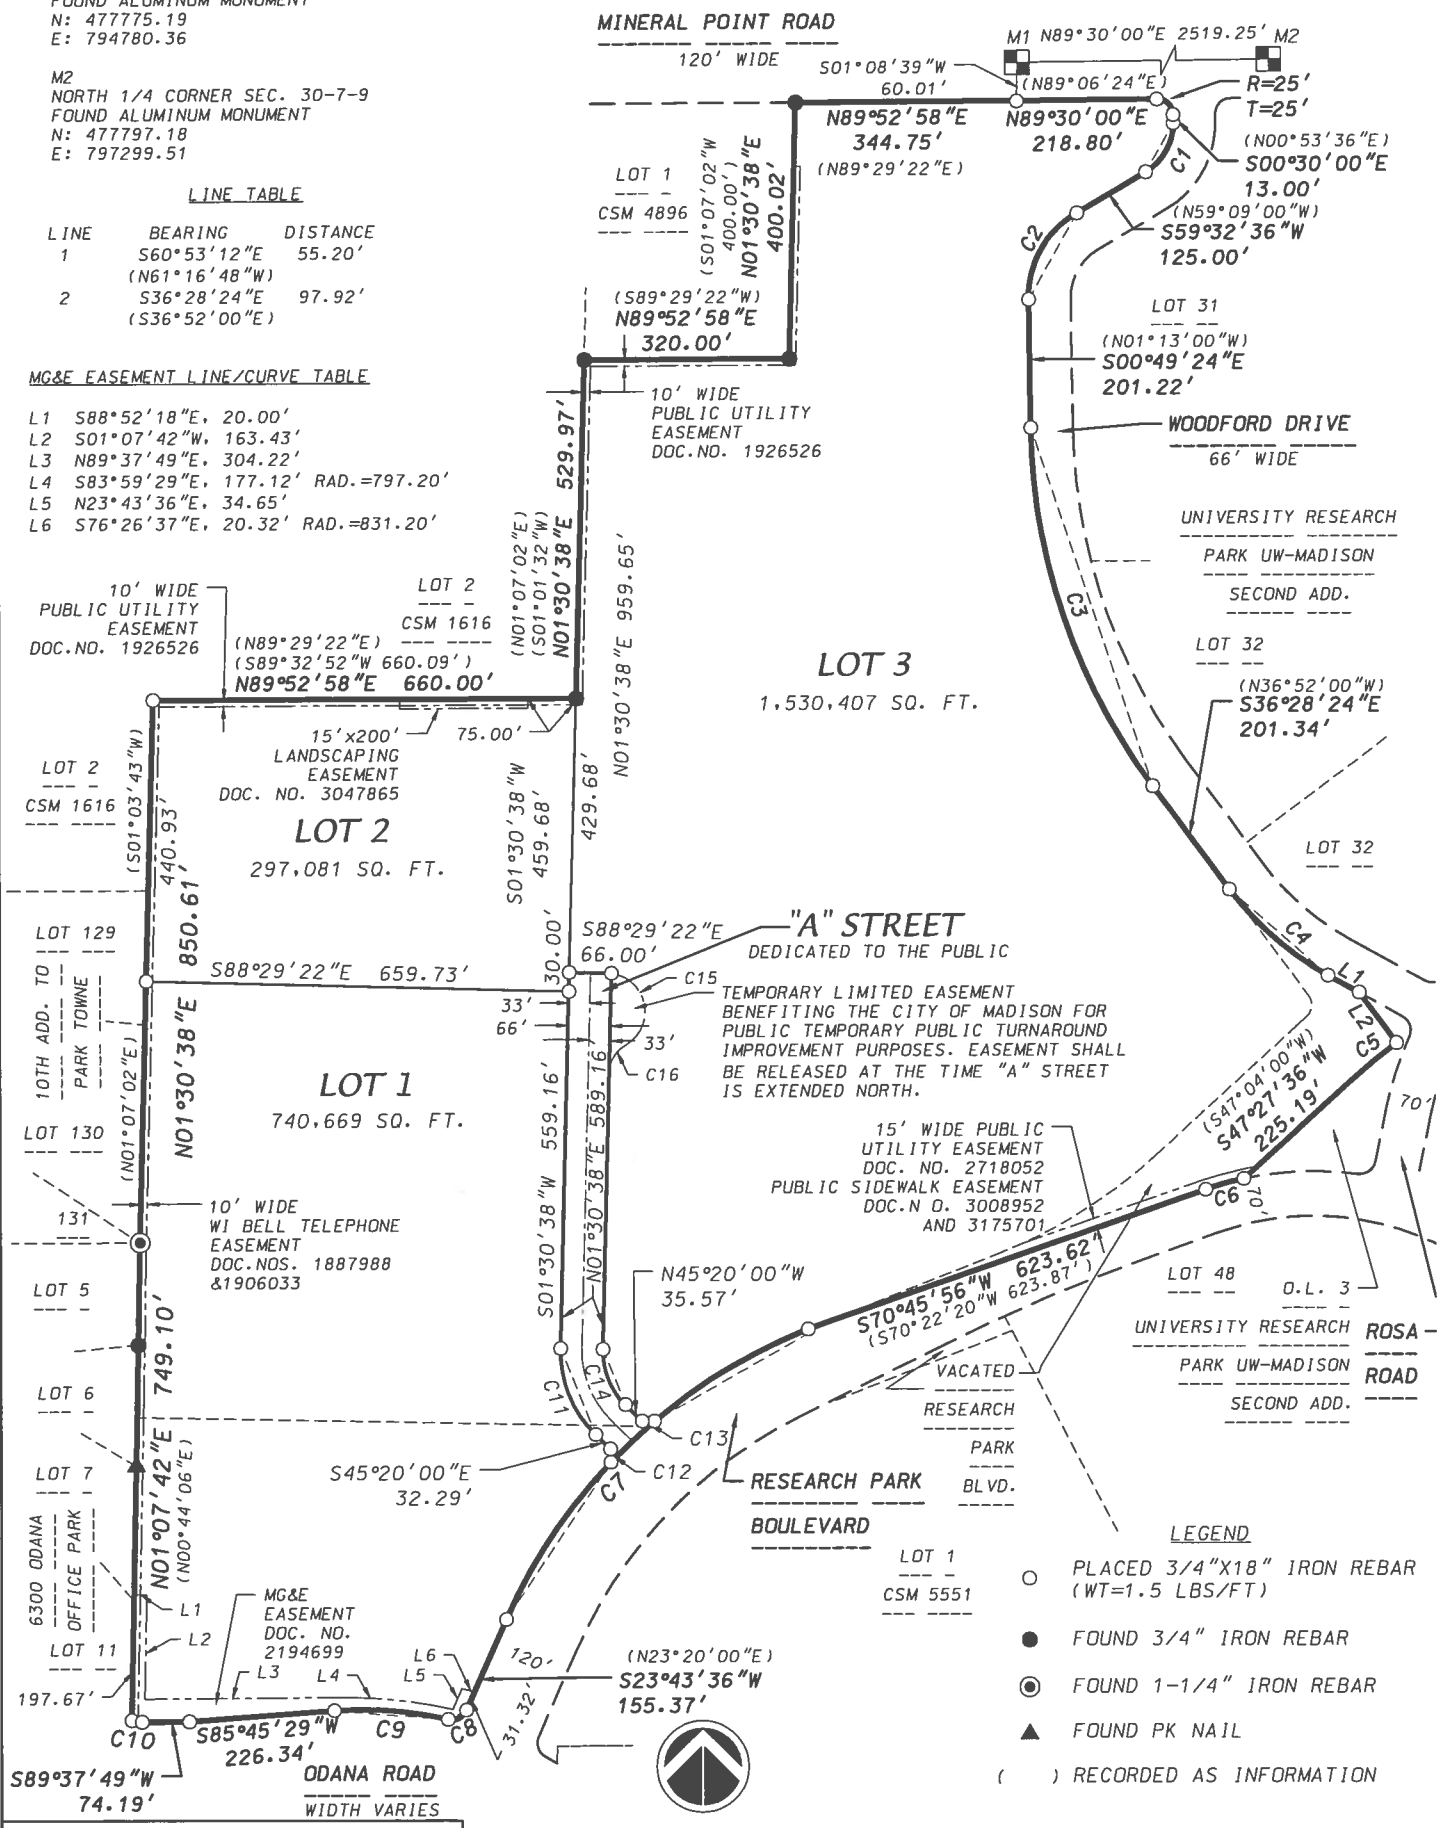 FOUND ALUMINUM MONUMENT
N: 477775.19
E: 794780.36
M2
NORTH 1/4 CORNER SEC. 30-7-9
FOUND ALUMINUM MONUMENT
N: 477797.18
E: 797299.51
LINE TABLE
LINE BEARING DISTANCE
1 S60°53'12"E 55.20'
(N61°16'48"W)
2 S36°28'24"E 97.92'
(S36°52'00"E)
MG&E EASEMENT LINE/CURVE TABLE
L1 S88°52'18"E, 20.00'
L2 S01°07'42"W, 163.43'
L3 N89°37'49"E, 304.22'
L4 S83°59'29"E, 177.12' RAD.=797.20'
L5 N23°43'36"E, 34.65'
L6 S76°26'37"E, 20.32' RAD.=831.20'
MINERAL POINT ROAD
120' WIDE
M1 N89°30'00"E 2519.25' M2
S01°08'39"W
60.01'
(N89°06'24"E)
R=25'
T=25'
N89°52'58"E
344.75'
(N89°29'22"E)
N89°30'00"E
218.80'
(N00°53'36"E)
S00°30'00"E
13.00'
C1
(N59°09'00"W)
S59°32'36"W
125.00'
C2
LOT 1
CSM 4896
(S01°07'02"W
400.00')
N01°30'38"E
400.02'
(S89°29'22"W)
N89°52'58"E
320.00'
LOT 31
(N01°13'00"W)
S00°49'24"E
201.22'
10' WIDE
PUBLIC UTILITY
EASEMENT
DOC.NO. 1926526
WOODFORD DRIVE
66' WIDE
UNIVERSITY RESEARCH
PARK UW-MADISON
SECOND ADD.
(N01°07'02"E)
(S01°01'32"W)
N01°30'38"E 529.97'
N01°30'38"E 959.65'
C3
LOT 32
(N36°52'00"W)
S36°28'24"E
201.34'
10' WIDE
PUBLIC UTILITY
EASEMENT
DOC.NO. 1926526
LOT 2
CSM 1616
(N89°29'22"E)
(S89°32'52"W 660.09')
N89°52'58"E 660.00'
LOT 3
1,530,407 SQ. FT.
15'x200'
LANDSCAPING
EASEMENT
DOC. NO. 3047865
75.00'
LOT 2
CSM 1616
(S01°03'43"W)
440.93'
LOT 2
297,081 SQ. FT.
S01°30'38"W
459.68'
429.68'
LOT 32
N01°30'38"E 850.61'
LOT 129
10TH ADD. TO
PARK TOWNE
S88°29'22"E 659.73'
30.00'
S88°29'22"E
66.00'
"A" STREET
DEDICATED TO THE PUBLIC
C15
33'
66'
33'
C16
TEMPORARY LIMITED EASEMENT
BENEFITING THE CITY OF MADISON FOR
PUBLIC TEMPORARY PUBLIC TURNAROUND
IMPROVEMENT PURPOSES. EASEMENT SHALL
BE RELEASED AT THE TIME "A" STREET
IS EXTENDED NORTH.
C4
L1
L2
C5
(S47°04'00"W)
S47°27'36"W
225.19'
70'
LOT 1
740,669 SQ. FT.
LOT 130
(N01°07'02"E)
131
10' WIDE
WI BELL TELEPHONE
EASEMENT
DOC.NOS. 1887988
&1906033
S01°30'38"W 559.16'
N01°30'38"E 589.16
15' WIDE PUBLIC
UTILITY EASEMENT
DOC. NO. 2718052
PUBLIC SIDEWALK EASEMENT
DOC.N O. 3008952
AND 3175701
C6
70'
N45°20'00"W
35.57'
S70°45'56"W 623.62'
(S70°22'20"W 623.87')
LOT 48
O.L. 3
UNIVERSITY RESEARCH
PARK UW-MADISON
SECOND ADD.
ROSA
ROAD
VACATED
RESEARCH
PARK
BLVD.
LOT 5
LOT 6
LOT 7
6300 ODANA
OFFICE PARK
LOT 11
N01°07'42"E 749.10'
(N00°44'06"E)
197.67'
C11
C14
C13
C12
C7
S45°20'00"E
32.29'
RESEARCH PARK
BOULEVARD
LOT 1
CSM 5551
L1
L2
L3
L4
L5
L6
MG&E
EASEMENT
DOC. NO.
2194699
120'
31.32'
(N23°20'00"E)
S23°43'36"W
155.37'
C10
S85°45'29"W
226.34'
C9
C8
S89°37'49"W
74.19'
ODANA ROAD
WIDTH VARIES
LEGEND
PLACED 3/4"X18" IRON REBAR
(WT=1.5 LBS/FT)
FOUND 3/4" IRON REBAR
FOUND 1-1/4" IRON REBAR
FOUND PK NAIL
( ) RECORDED AS INFORMATION